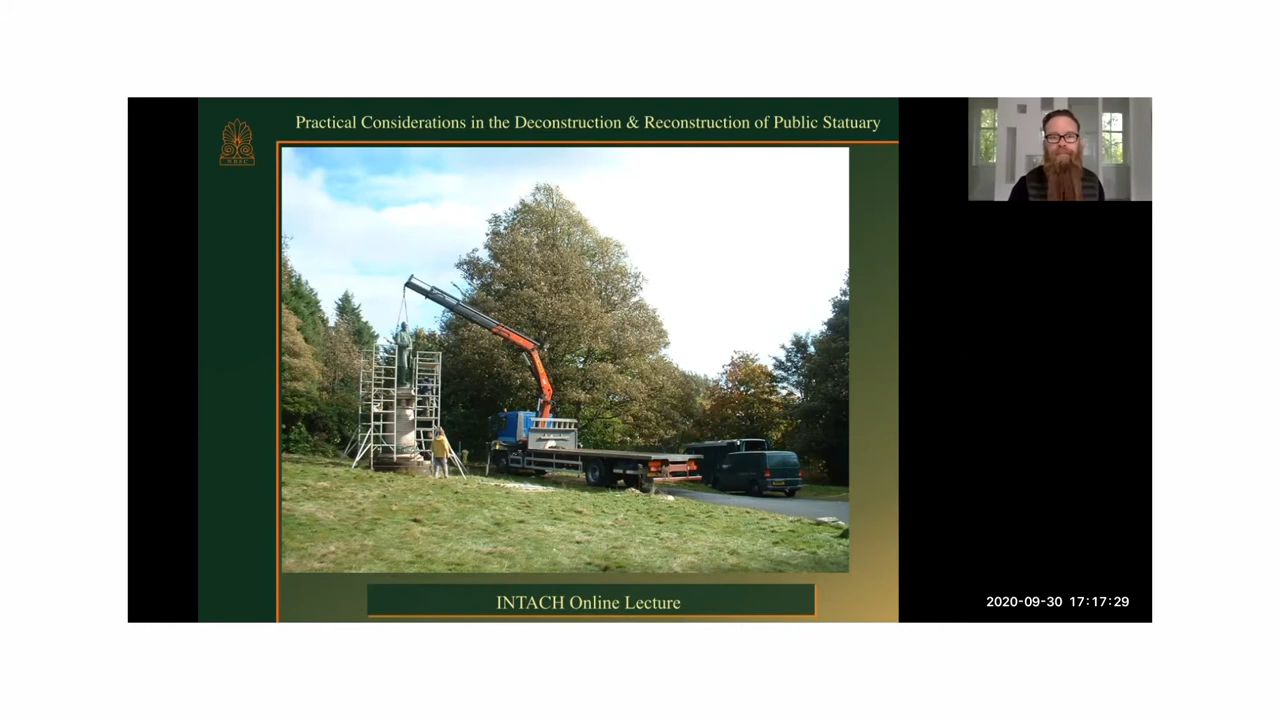 Practical Considerations in the Deconstruction & Reconstruction of Public Statuary
N.B.S.C
INTACH Online Lecture
2020-09-30 17:17:29